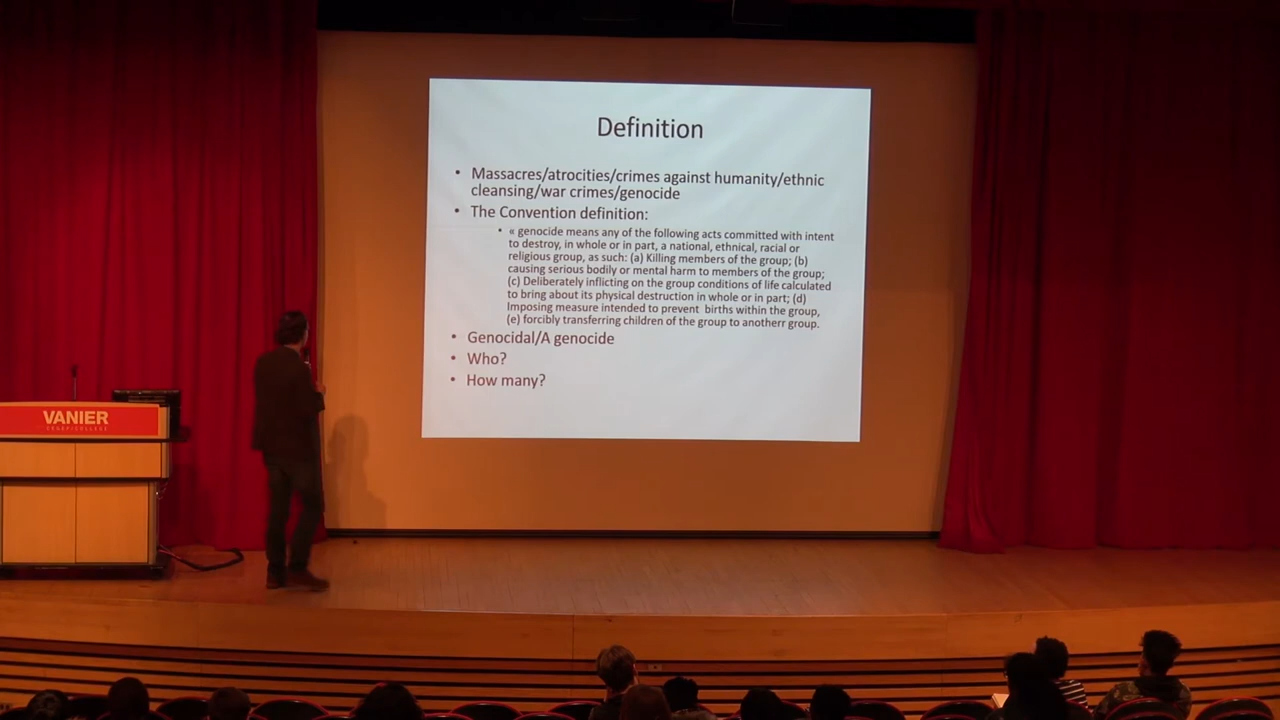 Definition
• Massacres/atrocities/crimes against humanity/ethnic
cleansing/war crimes/genocide
• The Convention definition:
• « genocide means any of the following acts committed with intent
to destroy, in whole or in part, a national, ethnical, racial or
religious group, as such: (a) Killing members of the group; (b)
causing serious bodily or mental harm to members of the group;
(c) Deliberately inflicting on the group conditions of life calculated
to bring about its physical destruction in whole or in part; (d)
Imposing measure intended to prevent births within the group,
(e) forcibly transferring children of the group to anotherr group.
• Genocidal/A genocide
• Who?
• How many?
VANIER
CEGEP/COLLEGE